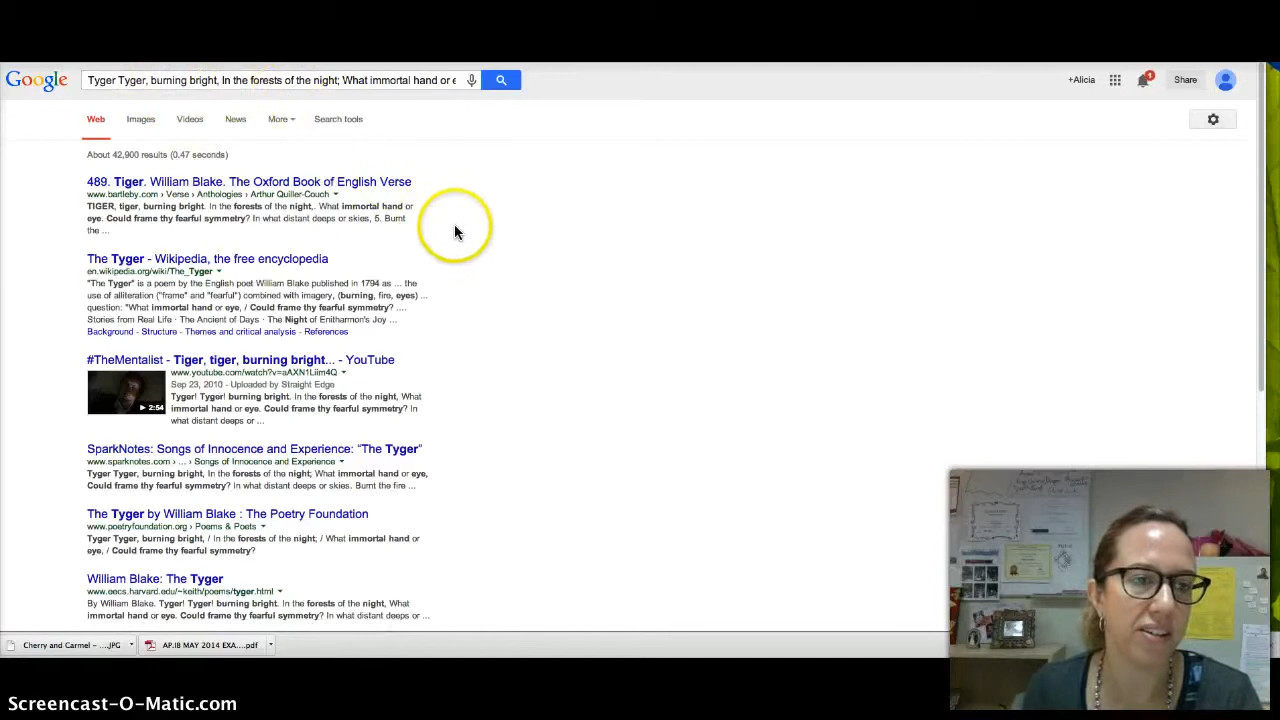 Google
Tyger Tyger, burning bright, In the forests of the night; What immortal hand or e
+Alicia
1
Share
Web Images Videos News More Search tools
About 42,900 results (0.47 seconds)
489. Tiger. William Blake. The Oxford Book of English Verse
www.bartleby.com › Verse › Anthologies › Arthur Quiller-Couch
TIGER, tiger, burning bright. In the forests of the night,. What immortal hand or
eye. Could frame thy fearful symmetry? In what distant deeps or skies, 5. Burnt
the ...
The Tyger - Wikipedia, the free encyclopedia
en.wikipedia.org/wiki/The_Tyger
"The Tyger" is a poem by the English poet William Blake published in 1794 as ... the
use of alliteration ("frame" and "fearful") combined with imagery, (burning, fire, eyes) ...
question: "What immortal hand or eye, / Could frame thy fearful symmetry? ....
Stories from Real Life · The Ancient of Days · The Night of Enitharmon's Joy ...
Background - Structure - Themes and critical analysis - References
#TheMentalist - Tiger, tiger, burning bright... - YouTube
www.youtube.com/watch?v=aAXN1Liim4Q
Sep 23, 2010 - Uploaded by Straight Edge
Tyger! Tyger! burning bright. In the forests of the night, What
immortal hand or eye. Could frame thy fearful symmetry? In
what distant deeps or ...
2:54
SparkNotes: Songs of Innocence and Experience: “The Tyger”
www.sparknotes.com › ... › Songs of Innocence and Experience
Tyger Tyger, burning bright, In the forests of the night; What immortal hand or eye,
Could frame thy fearful symmetry? In what distant deeps or skies. Burnt the fire ...
The Tyger by William Blake : The Poetry Foundation
www.poetryfoundation.org › Poems & Poets
Tyger Tyger, burning bright, / In the forests of the night; / What immortal hand or
eye, / Could frame thy fearful symmetry?
William Blake: The Tyger
www.eecs.harvard.edu/~keith/poems/tyger.html
By William Blake. Tyger! Tyger! burning bright. In the forests of the night, What
immortal hand or eye. Could frame thy fearful symmetry? In what distant deeps or ...
Cherry and Carmel – ....JPG
AP.IB MAY 2014 EXA....pdf
Screencast-O-Matic.com